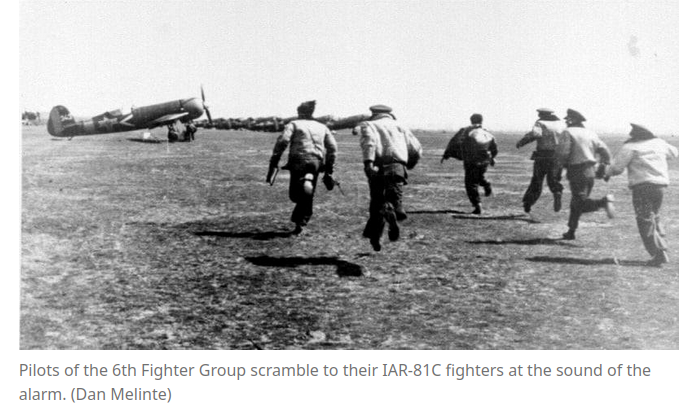 Pilots of the 6th Fighter Group scramble to their IAR-81C fighters at the sound of the
alarm. (Dan Melinte)